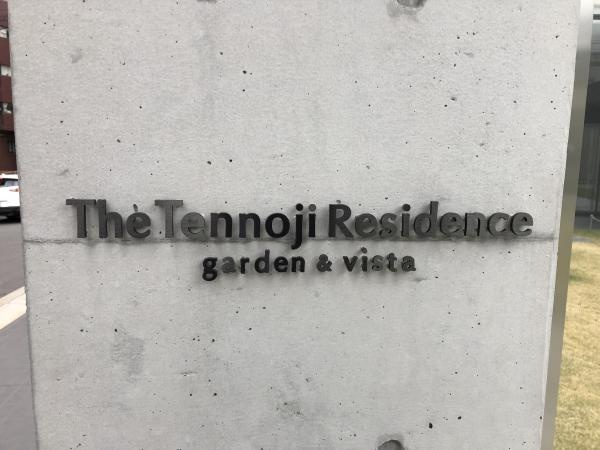 The Tennoji Residence
garden & vista